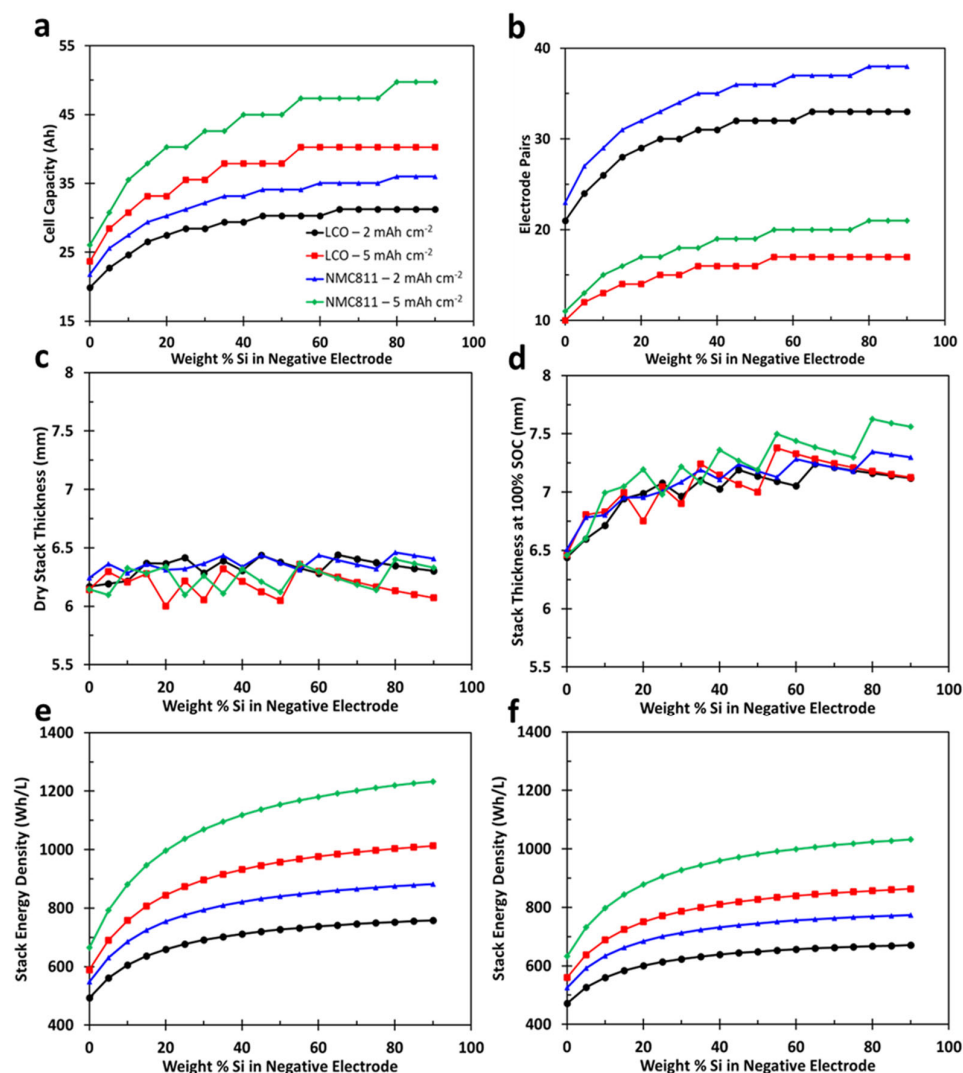 a
55
45
35
25
15
Cell Capacity (Ah)
LCO – 2 mAh cm-2
LCO – 5 mAh cm-2
NMC811 – 2 mAh cm-2
NMC811 – 5 mAh cm-2
0 20 40 60 80 100
Weight % Si in Negative Electrode
b
40
30
20
10
Electrode Pairs
0 20 40 60 80 100
Weight % Si in Negative Electrode
c
8
7.5
7
6.5
6
5.5
Dry Stack Thickness (mm)
0 20 40 60 80 100
Weight % Si in Negative Electrode
d
8
7.5
7
6.5
6
5.5
Stack Thickness at 100% SOC (mm)
0 20 40 60 80 100
Weight % Si in Negative Electrode
e
1400
1200
1000
800
600
400
Stack Energy Density (Wh/L)
0 20 40 60 80 100
Weight % Si in Negative Electrode
f
1400
1200
1000
800
600
400
Stack Energy Density (Wh/L)
0 20 40 60 80 100
Weight % Si in Negative Electrode